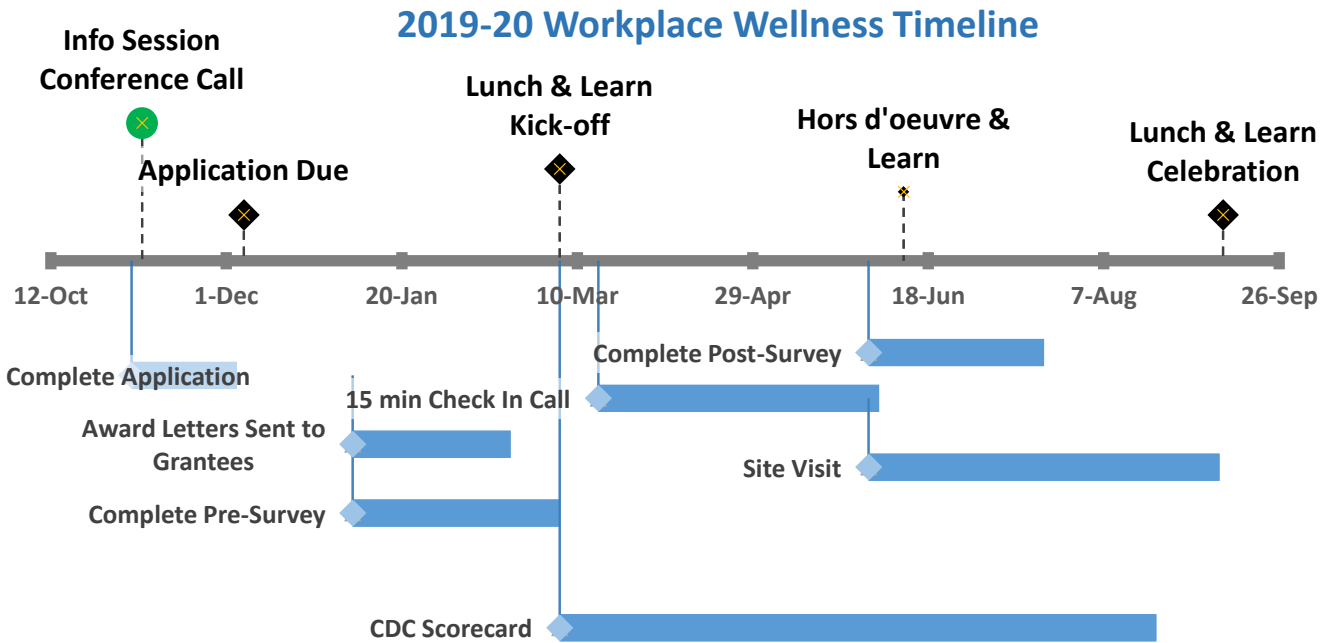 2019-20 Workplace Wellness Timeline
Info Session
Conference Call
Application Due
Lunch & Learn
Kick-off
Hors d'oeuvre &
Learn
Lunch & Learn
Celebration
12-Oct
1-Dec
20-Jan
10-Mar
29-Apr
18-Jun
7-Aug
26-Sep
Complete Post-Survey
Complete Application
15 min Check In Call
Award Letters Sent to
Grantees
Site Visit
Complete Pre-Survey
CDC Scorecard